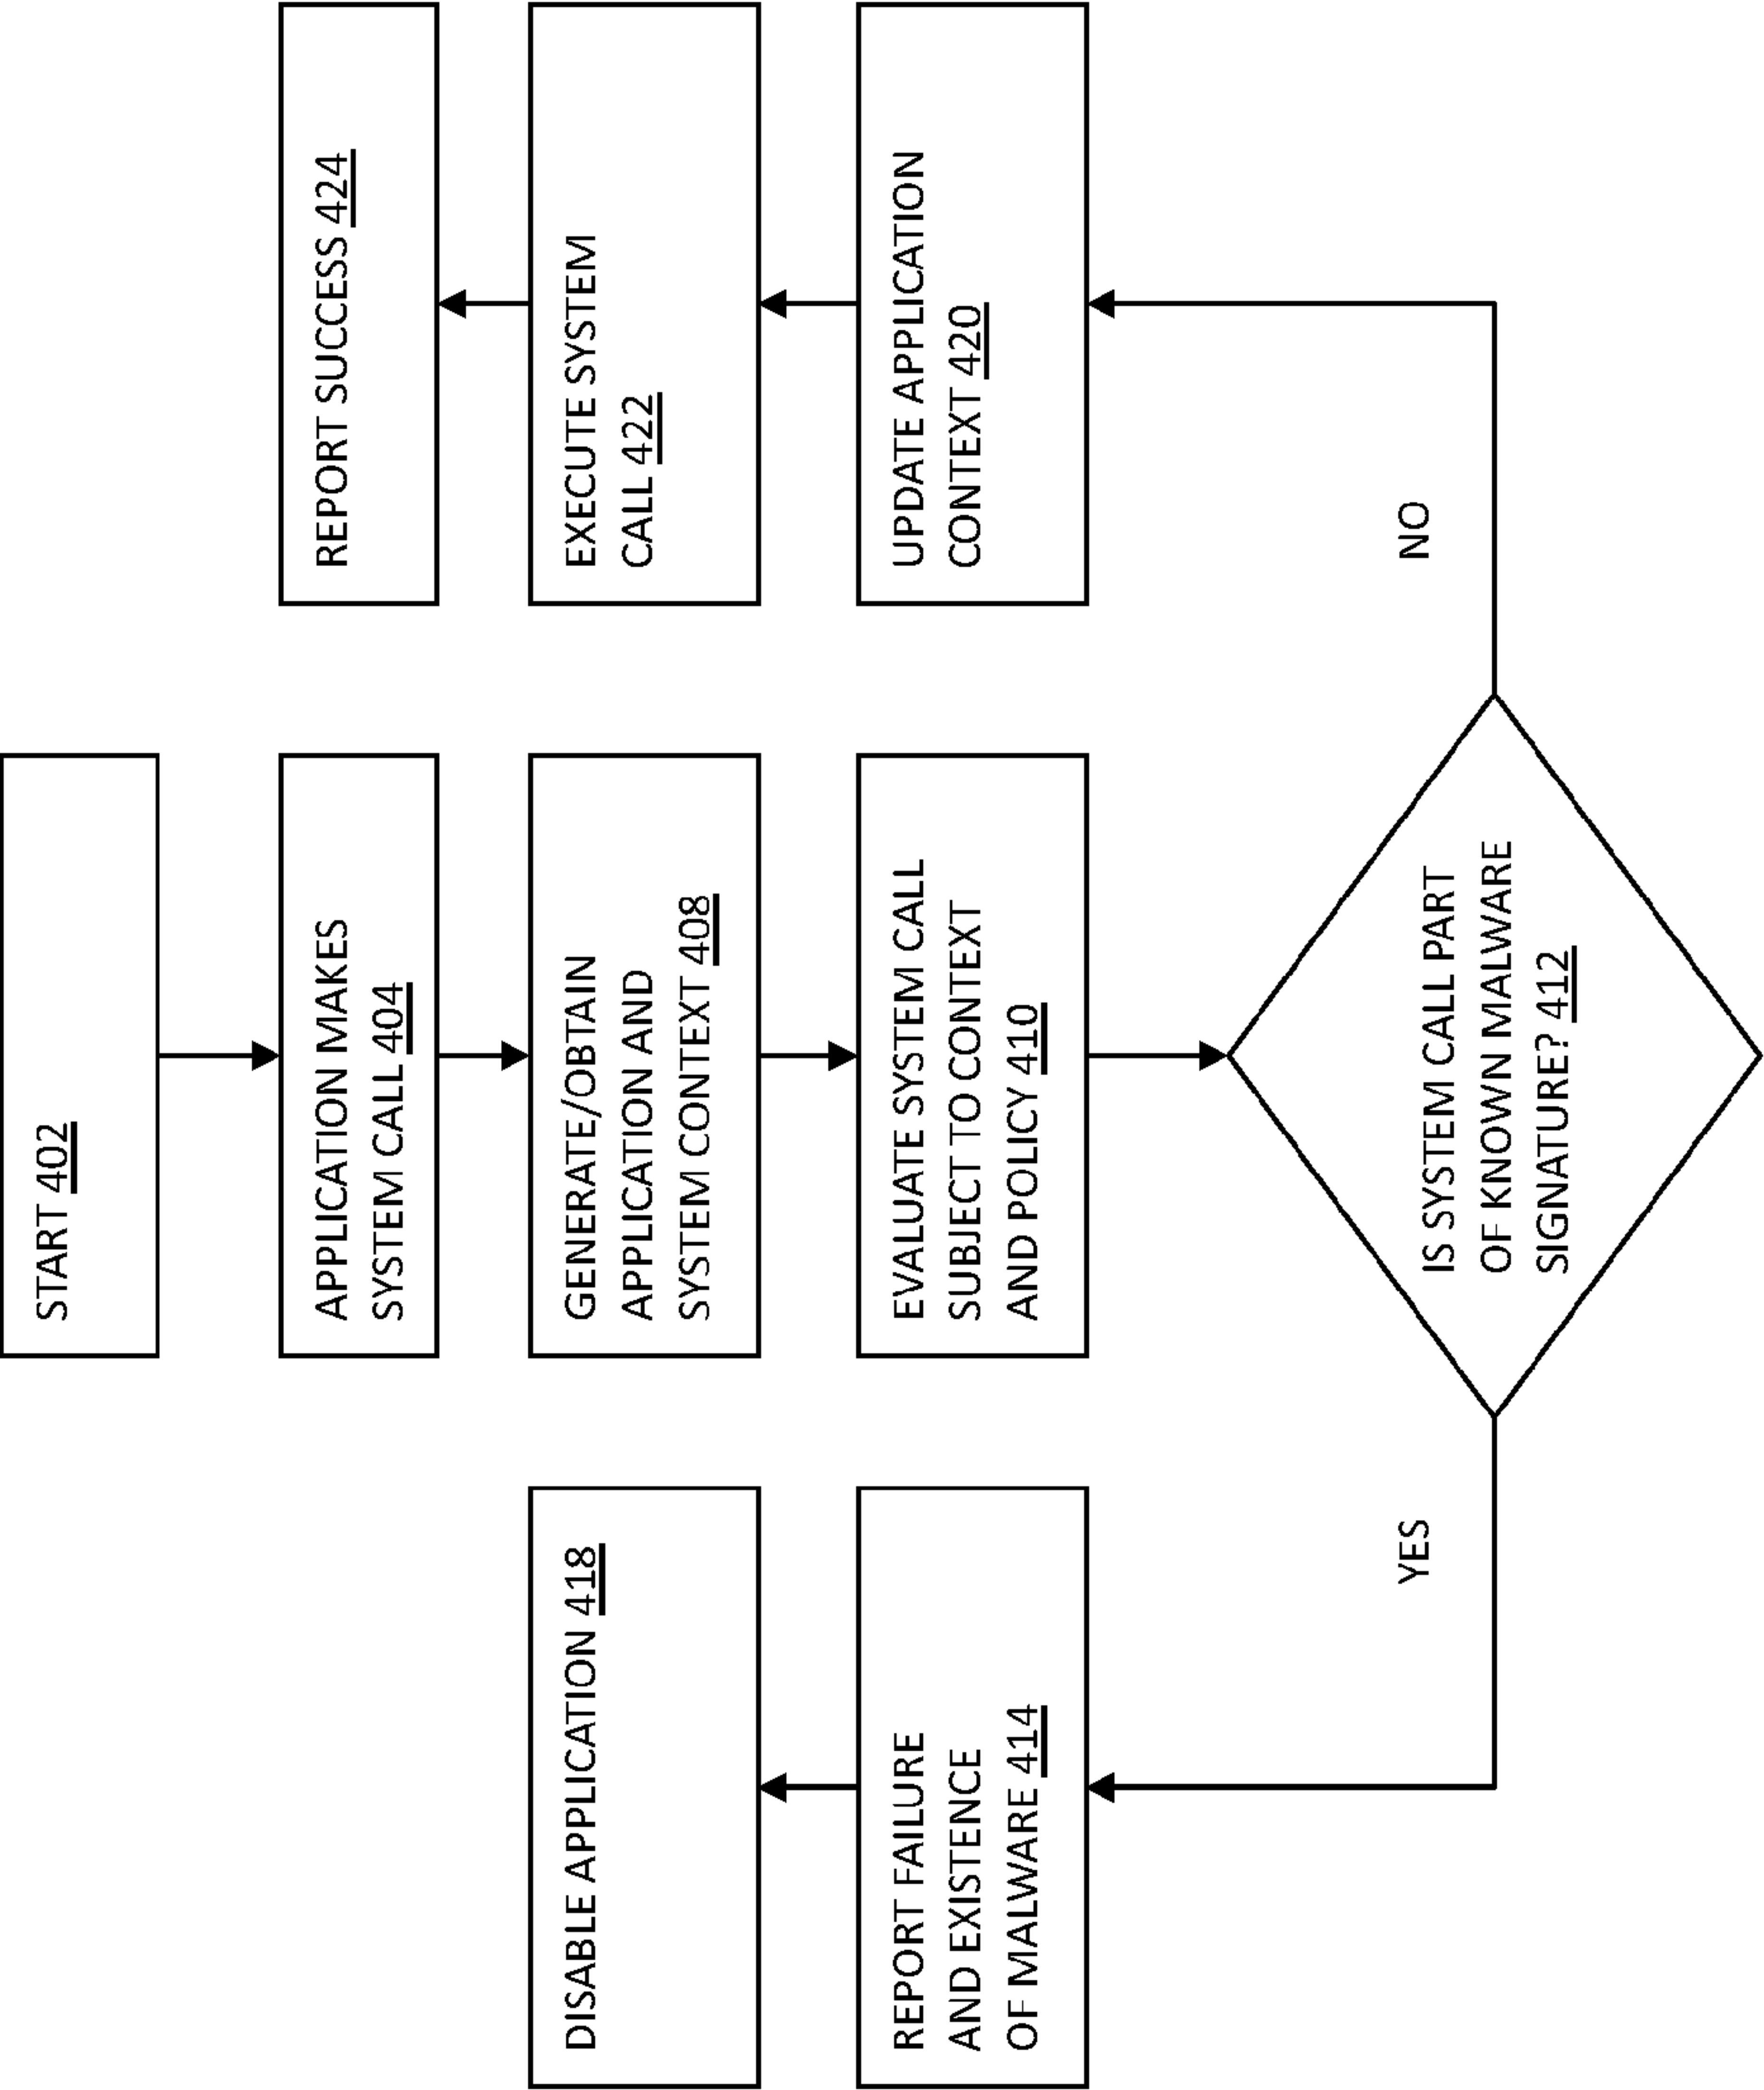 START 402
APPLICATION MAKES
SYSTEM CALL 404
GENERATE/OBTAIN
APPLICATION AND
SYSTEM CONTEXT 408
EVALUATE SYSTEM CALL
SUBJECT TO CONTEXT
AND POLICY 410
IS SYSTEM CALL PART
OF KNOWN MALWARE
SIGNATURE? 412
YES
REPORT FAILURE
AND EXISTENCE
OF MALWARE 414
DISABLE APPLICATION 418
NO
UPDATE APPLICATION
CONTEXT 420
EXECUTE SYSTEM
CALL 422
REPORT SUCCESS 424